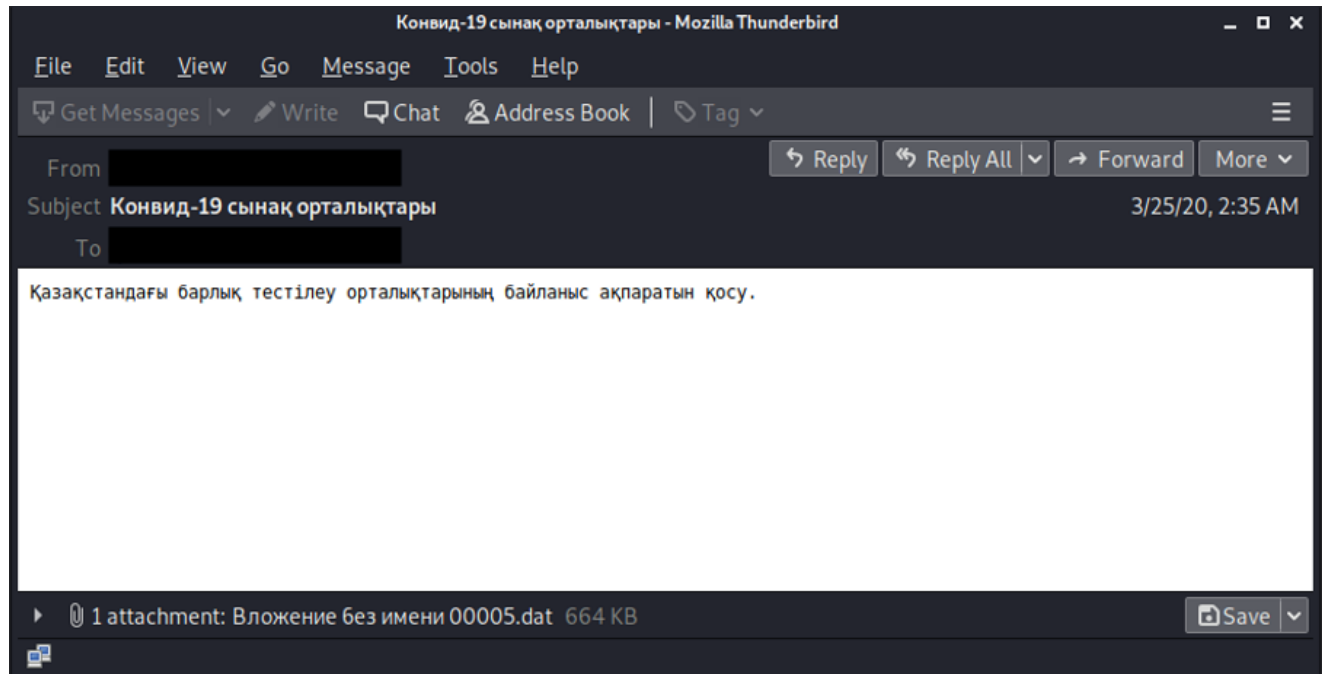 Конвид-19 сынақ орталықтары - Mozilla Thunderbird
File Edit View Go Message Tools Help
Get Messages Write Chat Address Book Tag
From Reply Reply All Forward More
Subject Конвид-19 сынақ орталықтары 3/25/20, 2:35 AM
To
Қазақстандағы барлық тестілеу орталықтарының байланыс ақпаратын қосу.
1 attachment: Вложение без имени 00005.dat 664 KB Save